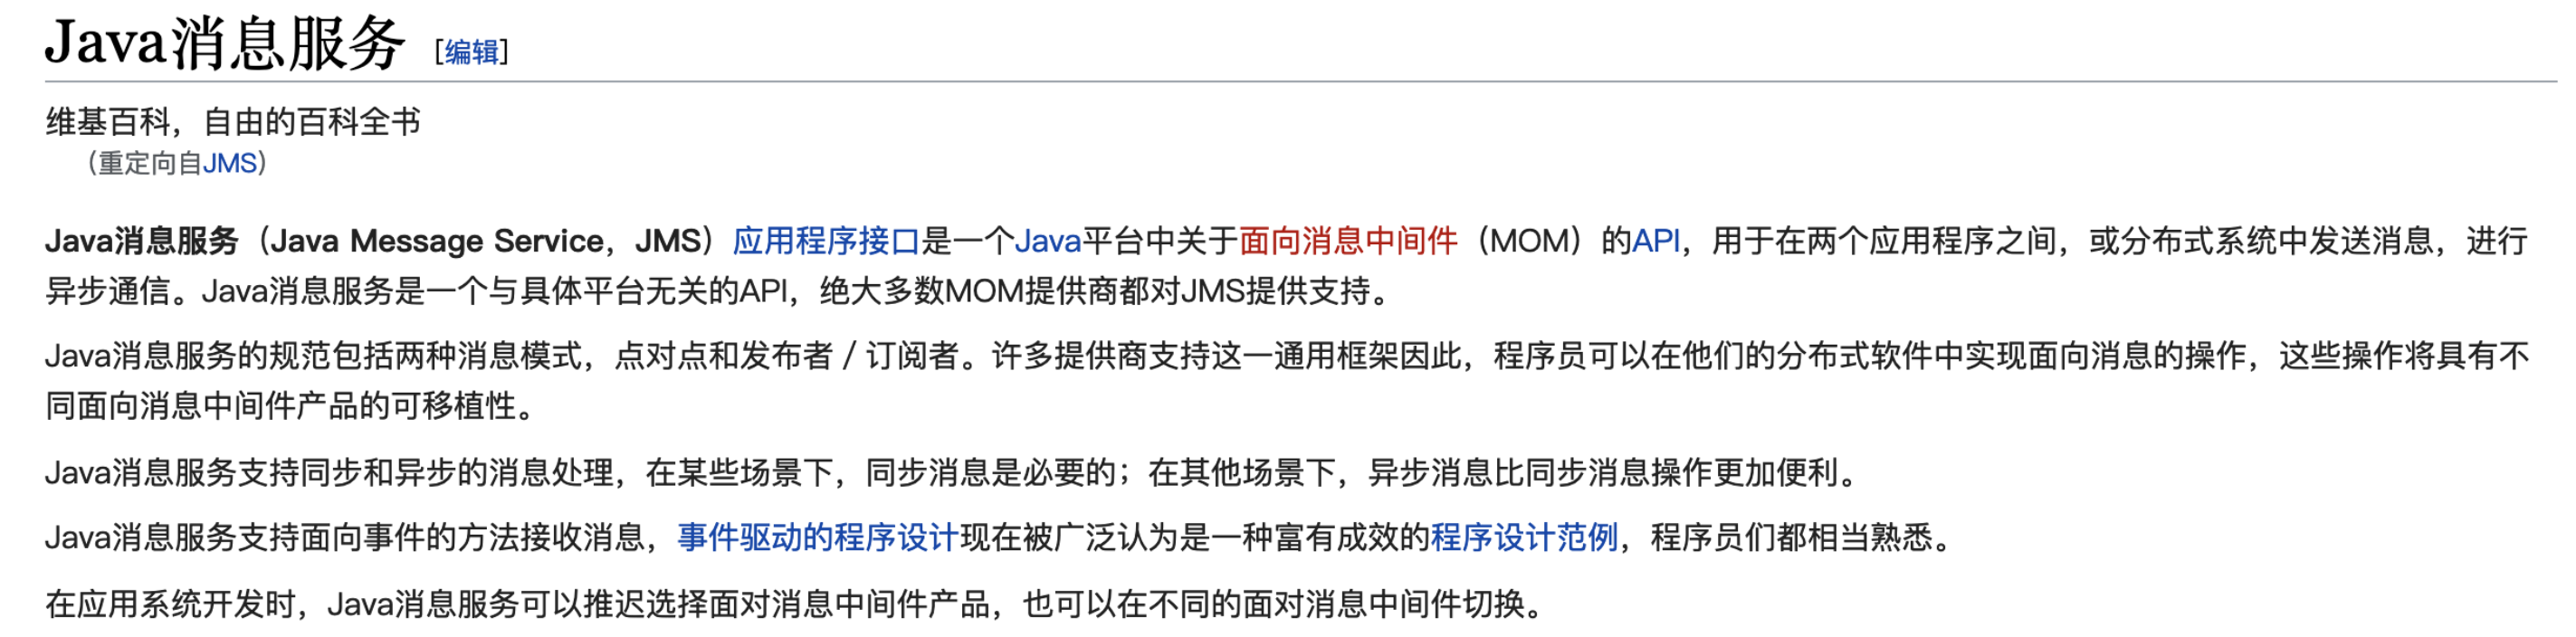 Java消息服务 [编辑]
维基百科，自由的百科全书
（重定向自JMS）
Java消息服务（Java Message Service，JMS）应用程序接口是一个Java平台中关于面向消息中间件（MOM）的API，用于在两个应用程序之间，或分布式系统中发送消息，进行
异步通信。Java消息服务是一个与具体平台无关的API，绝大多数MOM提供商都对JMS提供支持。
Java消息服务的规范包括两种消息模式，点对点和发布者／订阅者。许多提供商支持这一通用框架因此，程序员可以在他们的分布式软件中实现面向消息的操作，这些操作将具有不
同面向消息中间件产品的可移植性。
Java消息服务支持同步和异步的消息处理，在某些场景下，同步消息是必要的；在其他场景下，异步消息比同步消息操作更加便利。
Java消息服务支持面向事件的方法接收消息，事件驱动的程序设计现在被广泛认为是一种富有成效的程序设计范例，程序员们都相当熟悉。
在应用系统开发时，Java消息服务可以推迟选择面对消息中间件产品，也可以在不同的面对消息中间件切换。